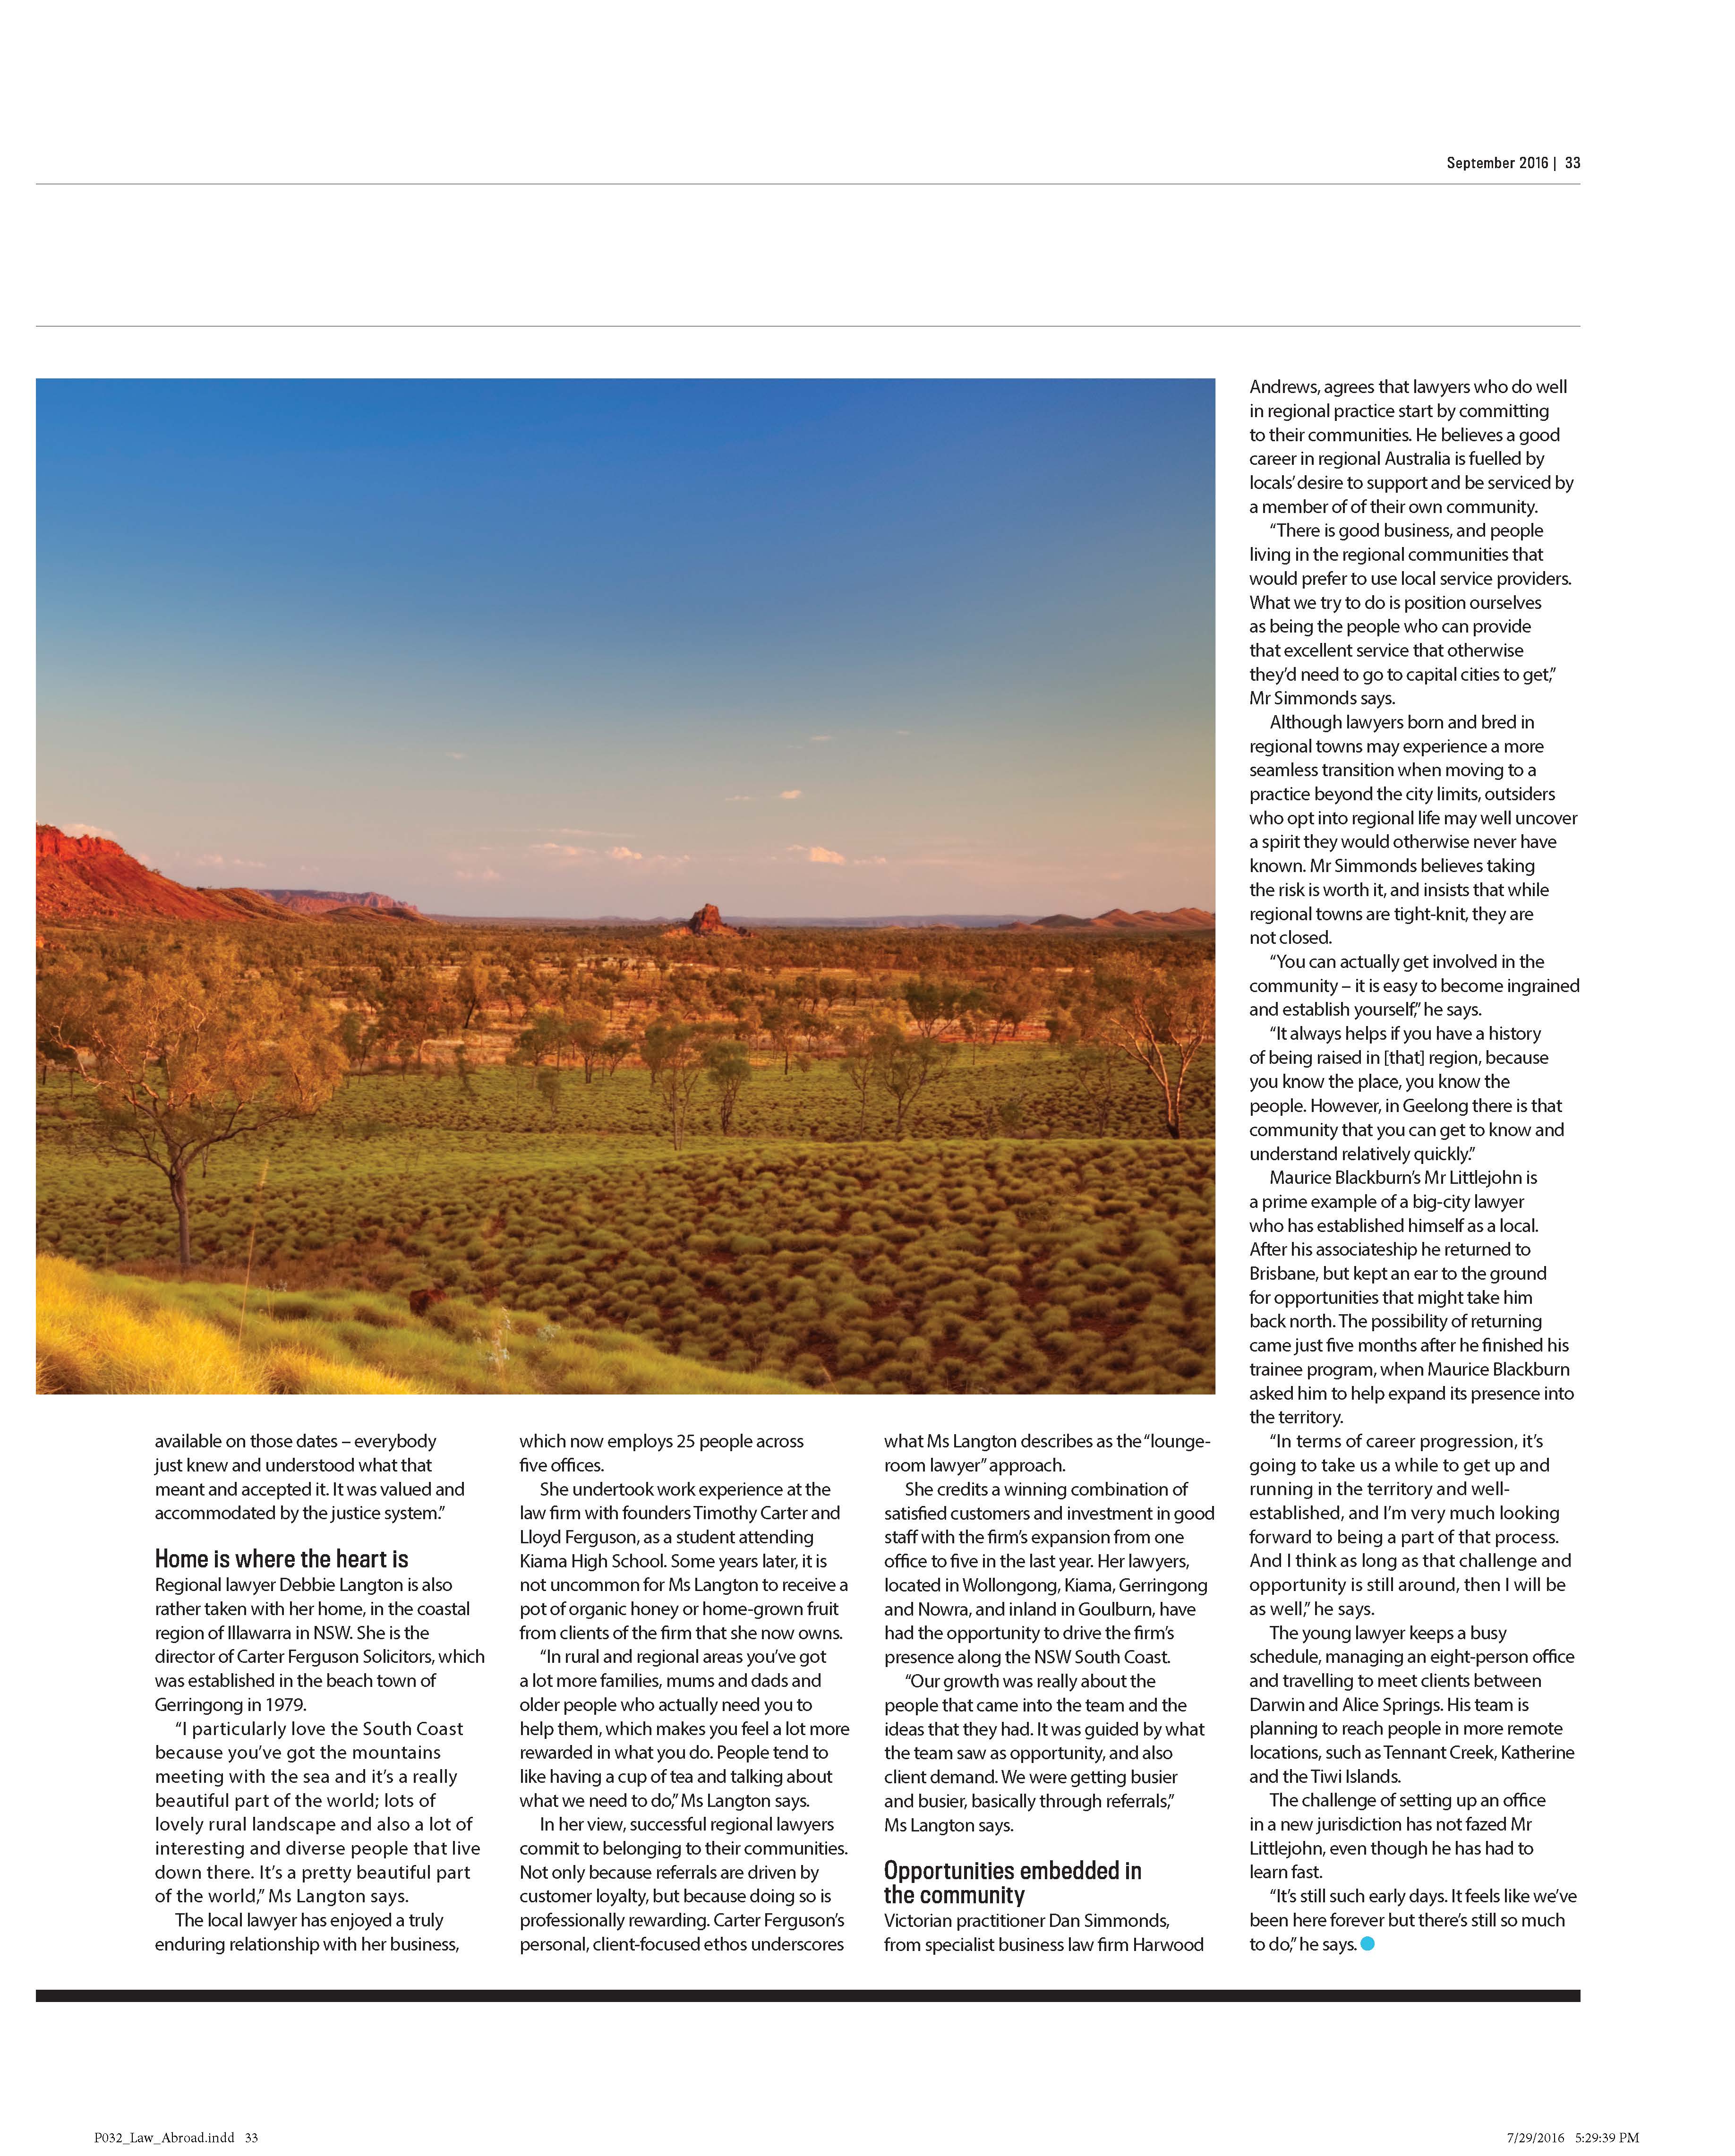 September 2016 | 33
available on those dates – everybody
just knew and understood what that
meant and accepted it. It was valued and
accommodated by the justice system.”
Home is where the heart is
Regional lawyer Debbie Langton is also
rather taken with her home, in the coastal
region of Illawarra in NSW. She is the
director of Carter Ferguson Solicitors, which
was established in the beach town of
Gerringong in 1979.
“I particularly love the South Coast
because you’ve got the mountains
meeting with the sea and it’s a really
beautiful part of the world; lots of
lovely rural landscape and also a lot of
interesting and diverse people that live
down there. It’s a pretty beautiful part
of the world,” Ms Langton says.
The local lawyer has enjoyed a truly
enduring relationship with her business,
which now employs 25 people across
five offices.
She undertook work experience at the
law firm with founders Timothy Carter and
Lloyd Ferguson, as a student attending
Kiama High School. Some years later, it is
not uncommon for Ms Langton to receive a
pot of organic honey or home-grown fruit
from clients of the firm that she now owns.
“In rural and regional areas you’ve got
a lot more families, mums and dads and
older people who actually need you to
help them, which makes you feel a lot more
rewarded in what you do. People tend to
like having a cup of tea and talking about
what we need to do,” Ms Langton says.
In her view, successful regional lawyers
commit to belonging to their communities.
Not only because referrals are driven by
customer loyalty, but because doing so is
professionally rewarding. Carter Ferguson’s
personal, client-focused ethos underscores
what Ms Langton describes as the “lounge-
room lawyer” approach.
She credits a winning combination of
satisfied customers and investment in good
staff with the firm’s expansion from one
office to five in the last year. Her lawyers,
located in Wollongong, Kiama, Gerringong
and Nowra, and inland in Goulburn, have
had the opportunity to drive the firm’s
presence along the NSW South Coast.
“Our growth was really about the
people that came into the team and the
ideas that they had. It was guided by what
the team saw as opportunity, and also
client demand. We were getting busier
and busier, basically through referrals,”
Ms Langton says.
Opportunities embedded in
the community
Victorian practitioner Dan Simmonds,
from specialist business law firm Harwood
Andrews, agrees that lawyers who do well
in regional practice start by committing
to their communities. He believes a good
career in regional Australia is fuelled by
locals’ desire to support and be serviced by
a member of of their own community.
“There is good business, and people
living in the regional communities that
would prefer to use local service providers.
What we try to do is position ourselves
as being the people who can provide
that excellent service that otherwise
they’d need to go to capital cities to get,”
Mr Simmonds says.
Although lawyers born and bred in
regional towns may experience a more
seamless transition when moving to a
practice beyond the city limits, outsiders
who opt into regional life may well uncover
a spirit they would otherwise never have
known. Mr Simmonds believes taking
the risk is worth it, and insists that while
regional towns are tight-knit, they are
not closed.
“You can actually get involved in the
community – it is easy to become ingrained
and establish yourself,” he says.
“It always helps if you have a history
of being raised in [that] region, because
you know the place, you know the
people. However, in Geelong there is that
community that you can get to know and
understand relatively quickly.”
Maurice Blackburn’s Mr Littlejohn is
a prime example of a big-city lawyer
who has established himself as a local.
After his associateship he returned to
Brisbane, but kept an ear to the ground
for opportunities that might take him
back north. The possibility of returning
came just five months after he finished his
trainee program, when Maurice Blackburn
asked him to help expand its presence into
the territory.
“In terms of career progression, it’s
going to take us a while to get up and
running in the territory and well-
established, and I’m very much looking
forward to being a part of that process.
And I think as long as that challenge and
opportunity is still around, then I will be
as well,” he says.
The young lawyer keeps a busy
schedule, managing an eight-person office
and travelling to meet clients between
Darwin and Alice Springs. His team is
planning to reach people in more remote
locations, such as Tennant Creek, Katherine
and the Tiwi Islands.
The challenge of setting up an office
in a new jurisdiction has not fazed Mr
Littlejohn, even though he has had to
learn fast.
“It’s still such early days. It feels like we’ve
been here forever but there’s still so much
to do,” he says.
P032_Law_Abroad.indd 33
7/29/2016 5:29:39 PM